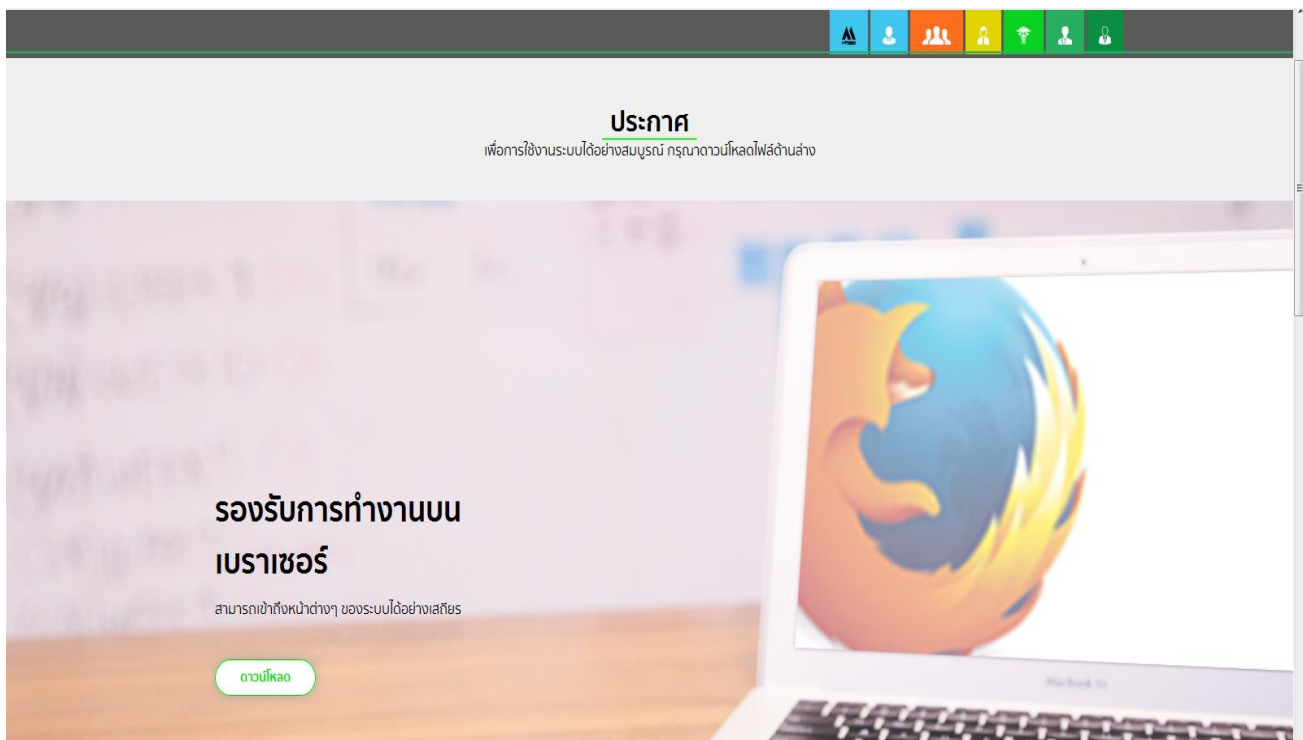 ประกาศ
เพื่อการใช้งานระบบได้อย่างสมบูรณ์ กรุณาดาวน์โหลดไฟล์ด้านล่าง
รองรับการทำงานบน
เบราเซอร์
สามารถเข้าถึงหน้าต่างๆ ของระบบได้อย่างเสถียร
ดาวน์โหลด
MacBook Air